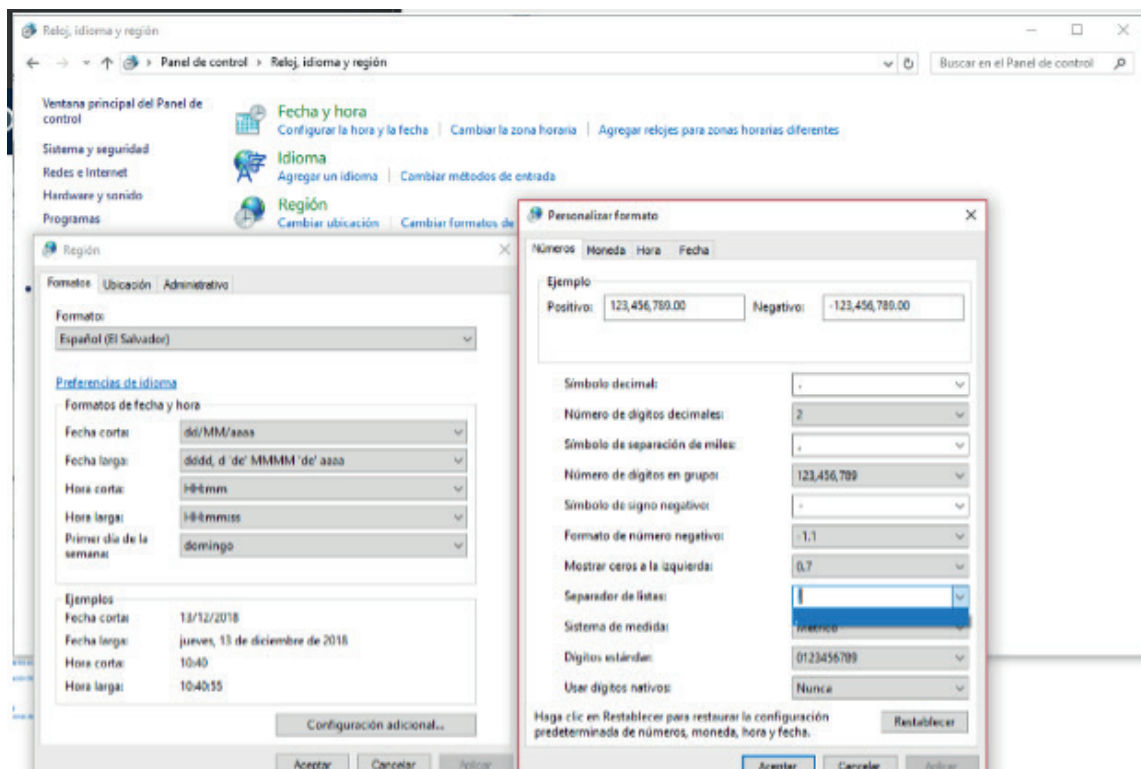 Reloj, idioma y región
Panel de control › Reloj, idioma y región
Buscar en el Panel de control
Ventana principal del Panel de control
Sistema y seguridad
Redes e Internet
Hardware y sonido
Programas
Fecha y hora
Configurar la hora y la fecha | Cambiar la zona horaria | Agregar relojes para zonas horarias diferentes
Idioma
Agregar un idioma | Cambiar métodos de entrada
Región
Cambiar ubicación | Cambiar formatos de
Región
Formatos Ubicación Administrativo
Formato:
Español (El Salvador)
Preferencias de idioma
Formatos de fecha y hora
Fecha corta: dd/MM/aaaa
Fecha larga: dddd, d 'de' MMMM 'de' aaaa
Hora corta: HH:mm
Hora larga: HH:mm:ss
Primer día de la semana: domingo
Ejemplos
Fecha corta: 13/12/2018
Fecha larga: jueves, 13 de diciembre de 2018
Hora corta: 10:40
Hora larga: 10:40:55
Configuración adicional...
Aceptar Cancelar Aplicar
Personalizar formato
Números Moneda Hora Fecha
Ejemplo
Positivo: 123,456,789.00 Negativo: -123,456,789.00
Símbolo decimal: .
Número de dígitos decimales: 2
Símbolo de separación de miles: ,
Número de dígitos en grupo: 123,456,789
Símbolo de signo negativo: -
Formato de número negativo: -1.1
Mostrar ceros a la izquierda: 0.7
Separador de listas:
Sistema de medida: Métrico
Dígitos estándar: 0123456789
Usar dígitos nativos: Nunca
Haga clic en Restablecer para restaurar la configuración
predeterminada de números, moneda, hora y fecha.
Restablecer
Aceptar Cancelar Aplicar